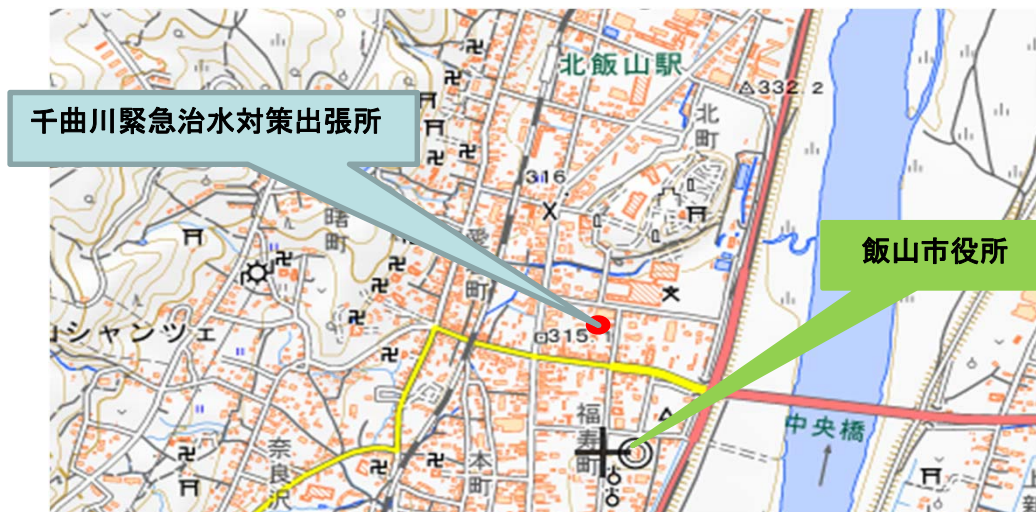 北飯山駅
332.2
千曲川緊急治水対策出張所
北町
316
曙町
愛
町
飯山市役所
シャンツェ
315.1
福寿町
中央橋
奈良沢
本町
上